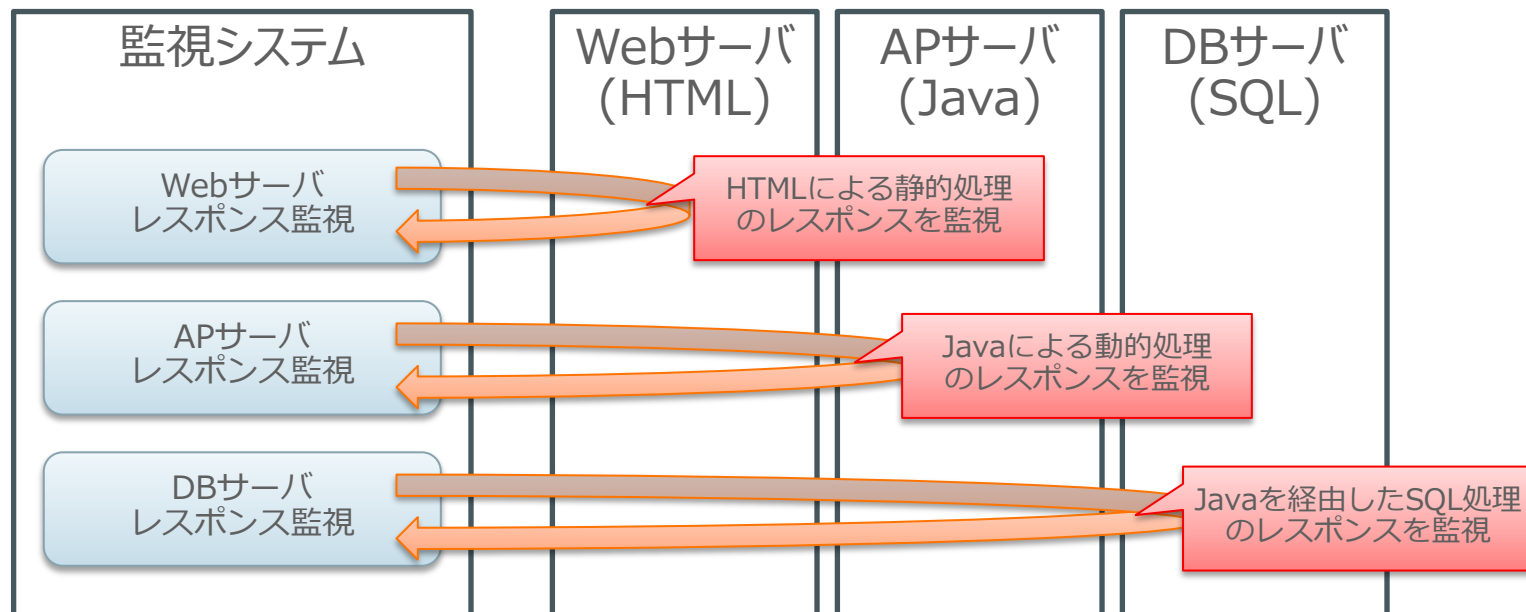 監視システム
Webサーバ
(HTML)
APサーバ
(Java)
DBサーバ
(SQL)
Webサーバ
レスポンス監視
HTMLによる静的処理
のレスポンスを監視
APサーバ
レスポンス監視
Javaによる動的処理
のレスポンスを監視
DBサーバ
レスポンス監視
Javaを経由したSQL処理
のレスポンスを監視